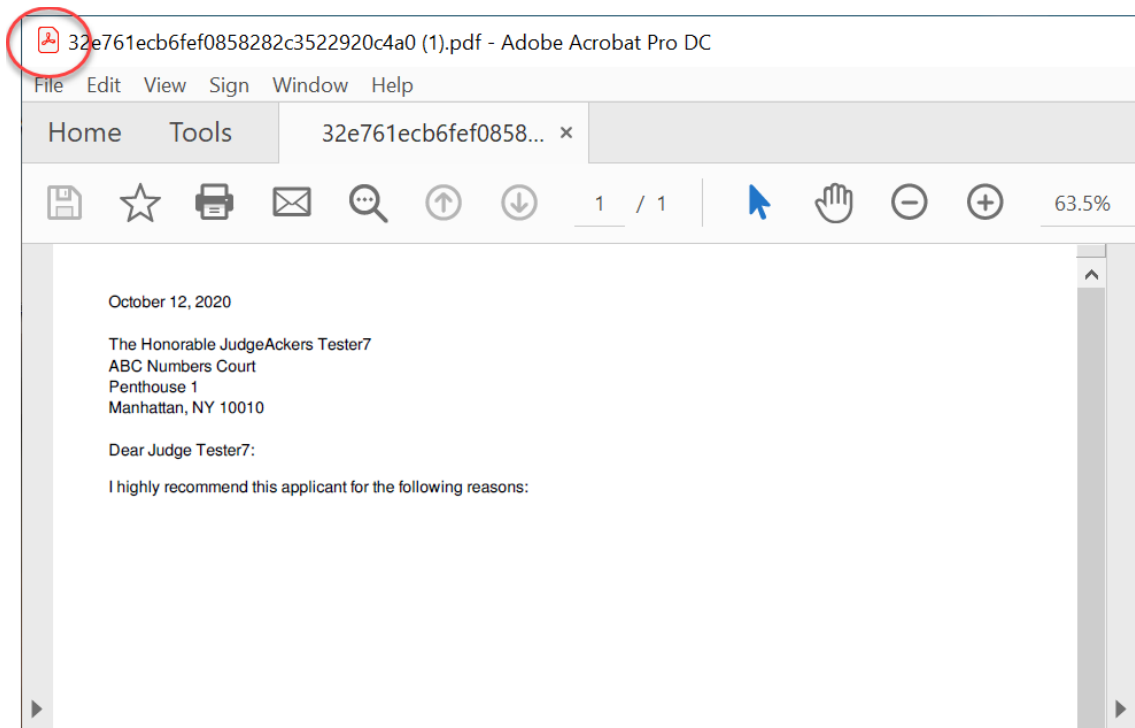 32e761ecb6fef0858282c3522920c4a0 (1).pdf - Adobe Acrobat Pro DC
File Edit View Sign Window Help
Home Tools 32e761ecb6fef0858... ×
1 / 1 63.5%
October 12, 2020
The Honorable JudgeAckers Tester7
ABC Numbers Court
Penthouse 1
Manhattan, NY 10010
Dear Judge Tester7:
I highly recommend this applicant for the following reasons: